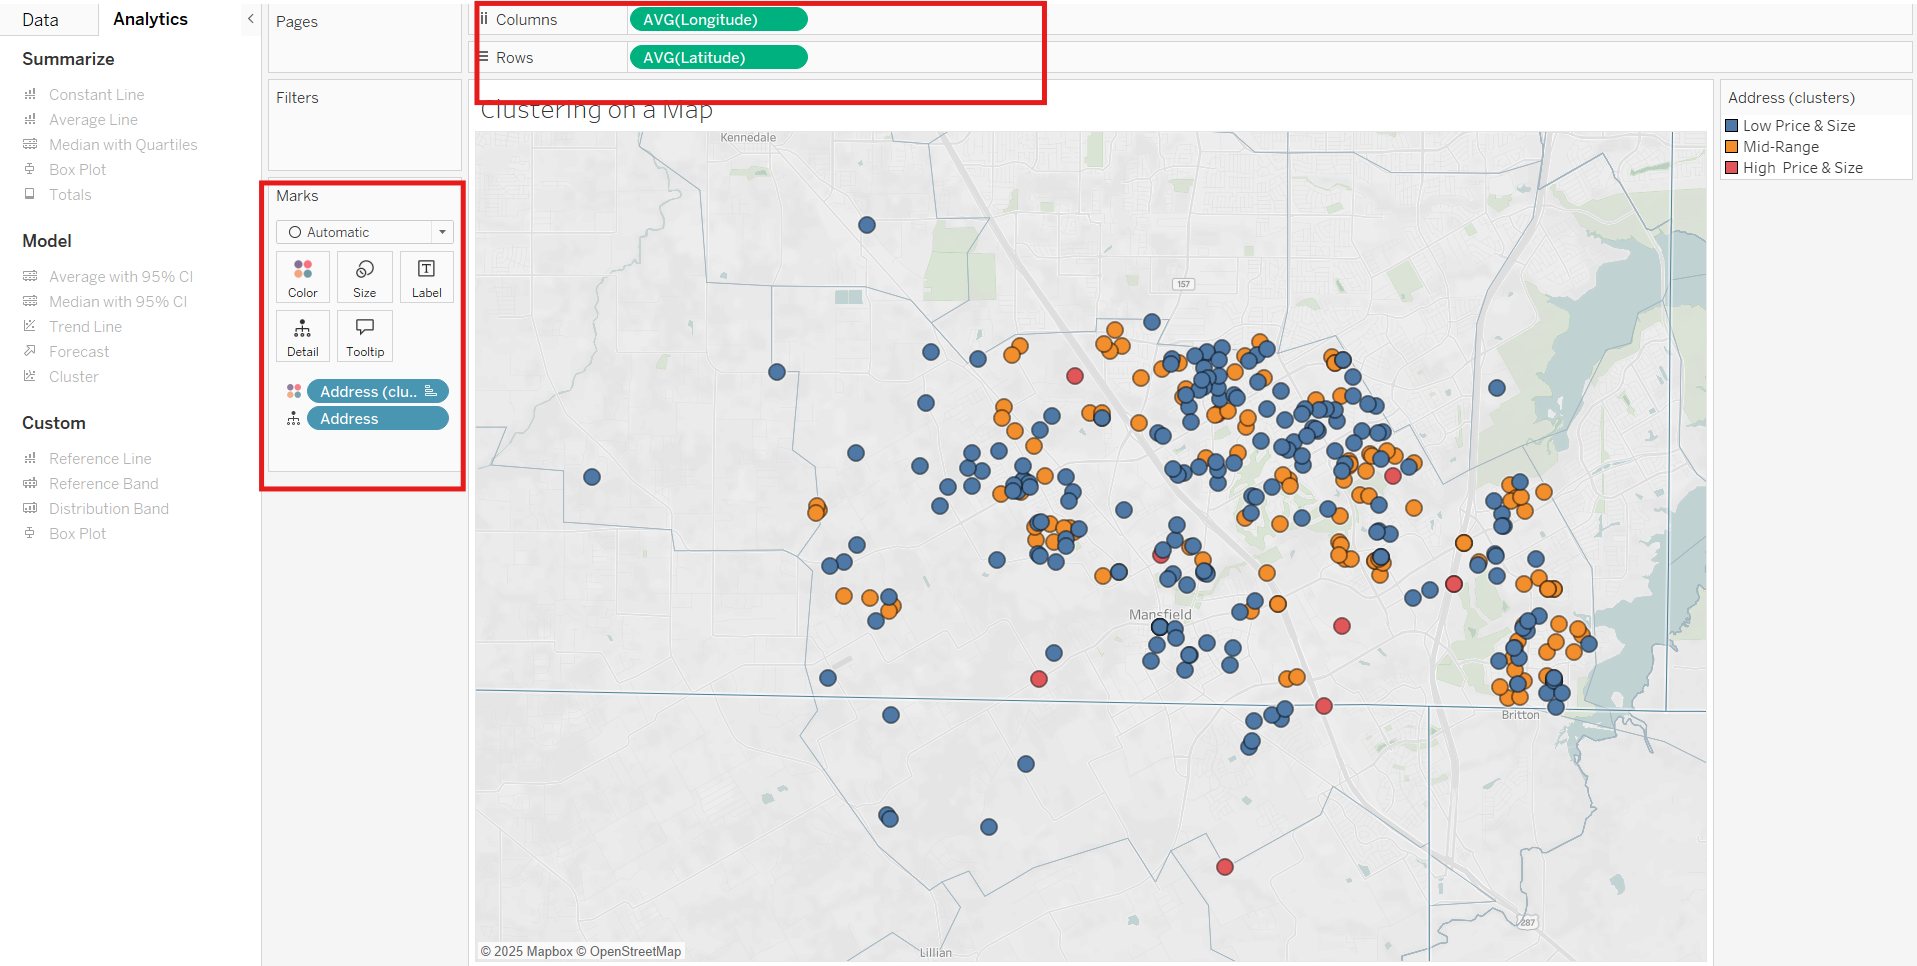 Data
Analytics
Summarize
Constant Line
Average Line
Median with Quartiles
Box Plot
Totals
Model
Average with 95% CI
Median with 95% CI
Trend Line
Forecast
Cluster
Custom
Reference Line
Reference Band
Distribution Band
Box Plot
Pages
Filters
Marks
Automatic
Color
Size
Label
Detail
Tooltip
Address (clu..
Address
Columns
AVG(Longitude)
Rows
AVG(Latitude)
Clustering on a Map
Kennedale
157
Mansfield
Britton
287
Lillian
© 2025 Mapbox © OpenStreetMap
Address (clusters)
Low Price & Size
Mid-Range
High Price & Size